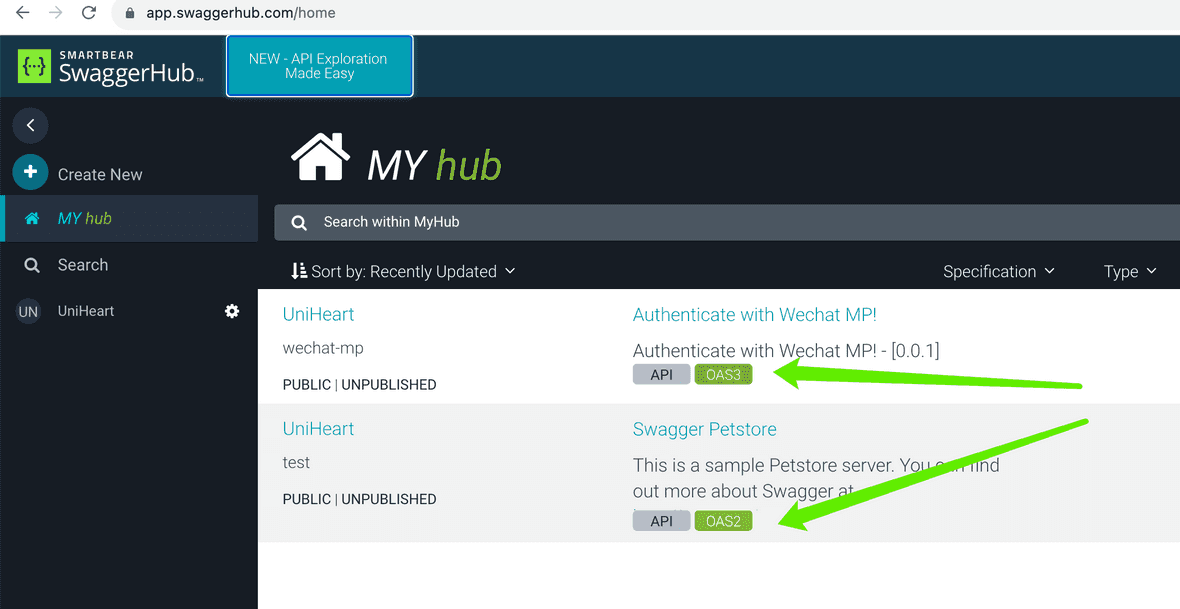 app.swaggerhub.com/home
SMARTBEAR
SwaggerHub™
NEW - API Exploration
Made Easy
Create New
MY hub
Search
UN UniHeart
MY hub
Search within MyHub
Sort by: Recently Updated
Specification
Type
UniHeart
wechat-mp
PUBLIC | UNPUBLISHED
Authenticate with Wechat MP!
Authenticate with Wechat MP! - [0.0.1]
API OAS3
UniHeart
test
PUBLIC | UNPUBLISHED
Swagger Petstore
This is a sample Petstore server. You can find
out more about Swagger at
API OAS2